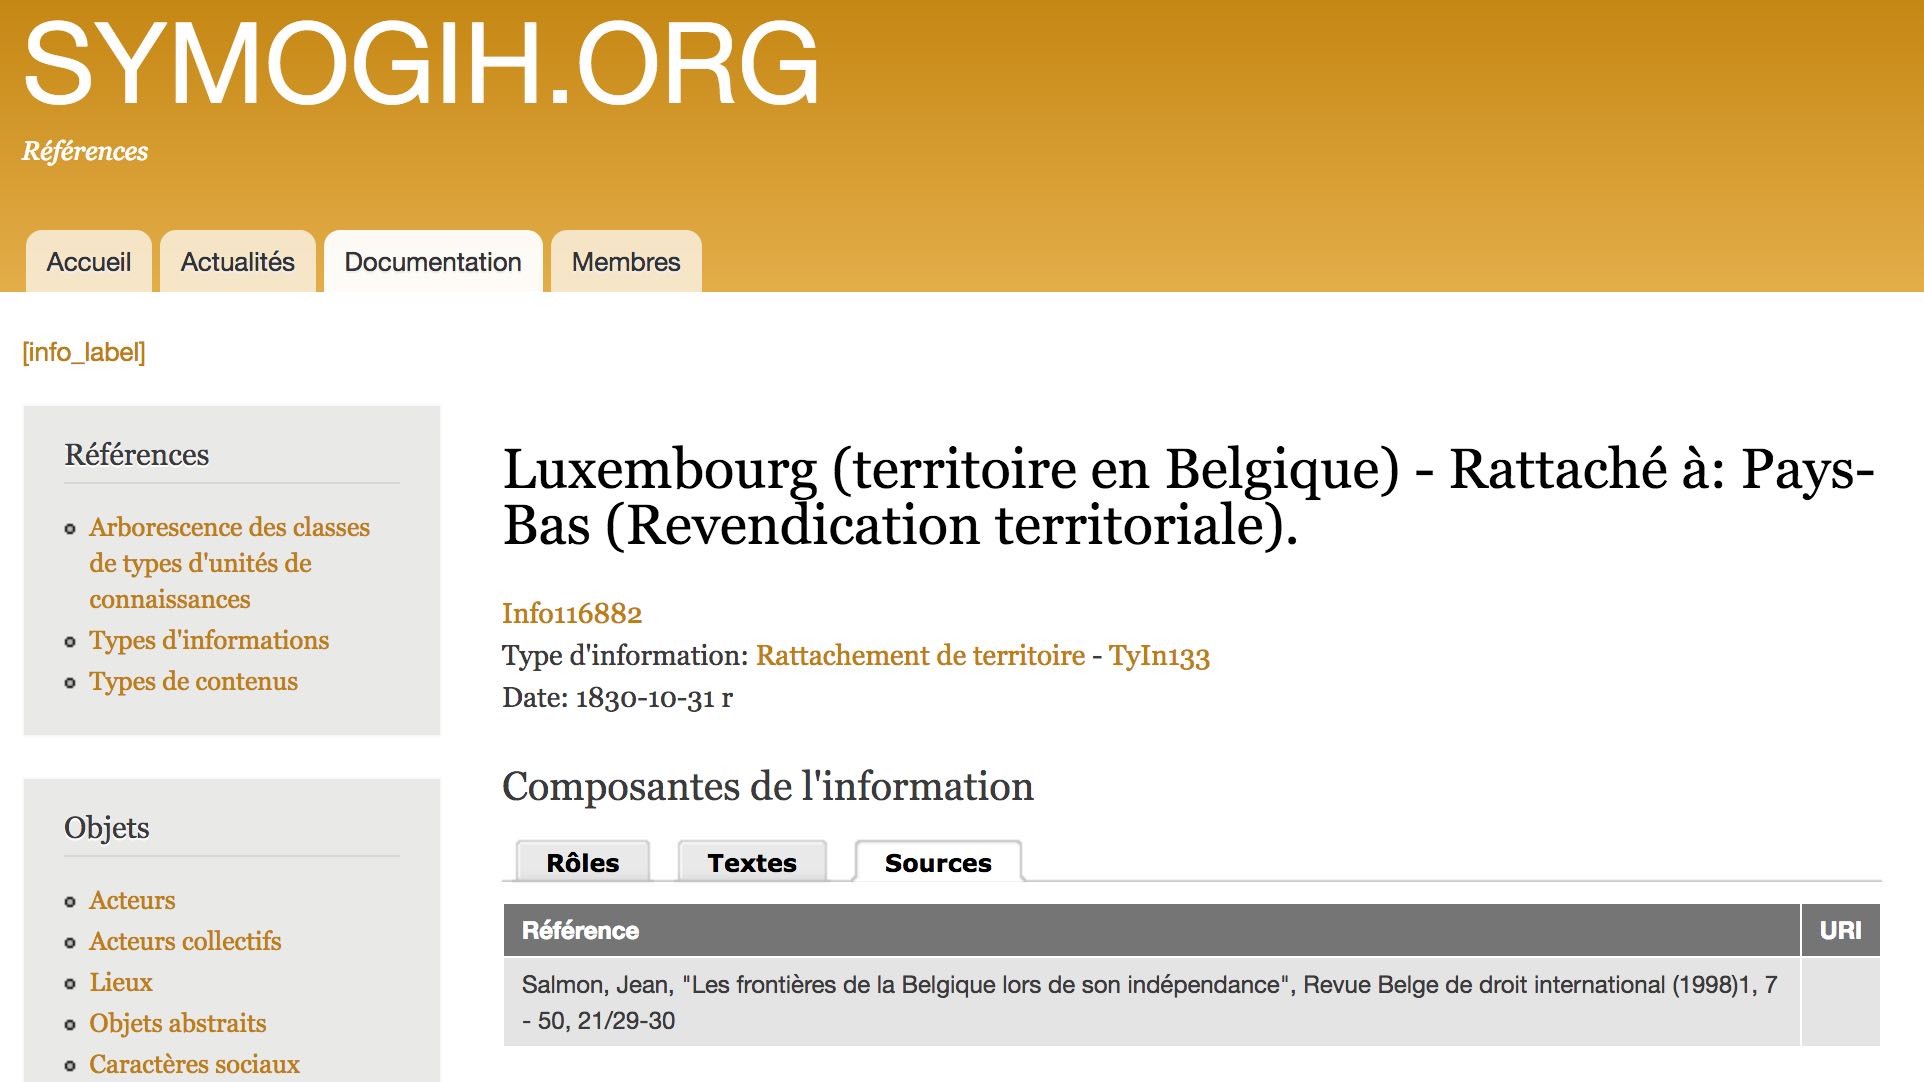 SYMOGIH.ORG
Références
Accueil
Actualités
Documentation
Membres
[info_label]
Références
Arborescence des classes
de types d'unités de
connaissances
Types d'informations
Types de contenus
Objets
Acteurs
Acteurs collectifs
Lieux
Objets abstraits
Caractères sociaux
Luxembourg (territoire en Belgique) - Rattaché à: Pays-
Bas (Revendication territoriale).
Info116882
Type d'information: Rattachement de territoire - TyIn133
Date: 1830-10-31 r
Composantes de l'information
Rôles
Textes
Sources
Référence
URI
Salmon, Jean, "Les frontières de la Belgique lors de son indépendance", Revue Belge de droit international (1998)1, 7
- 50, 21/29-30